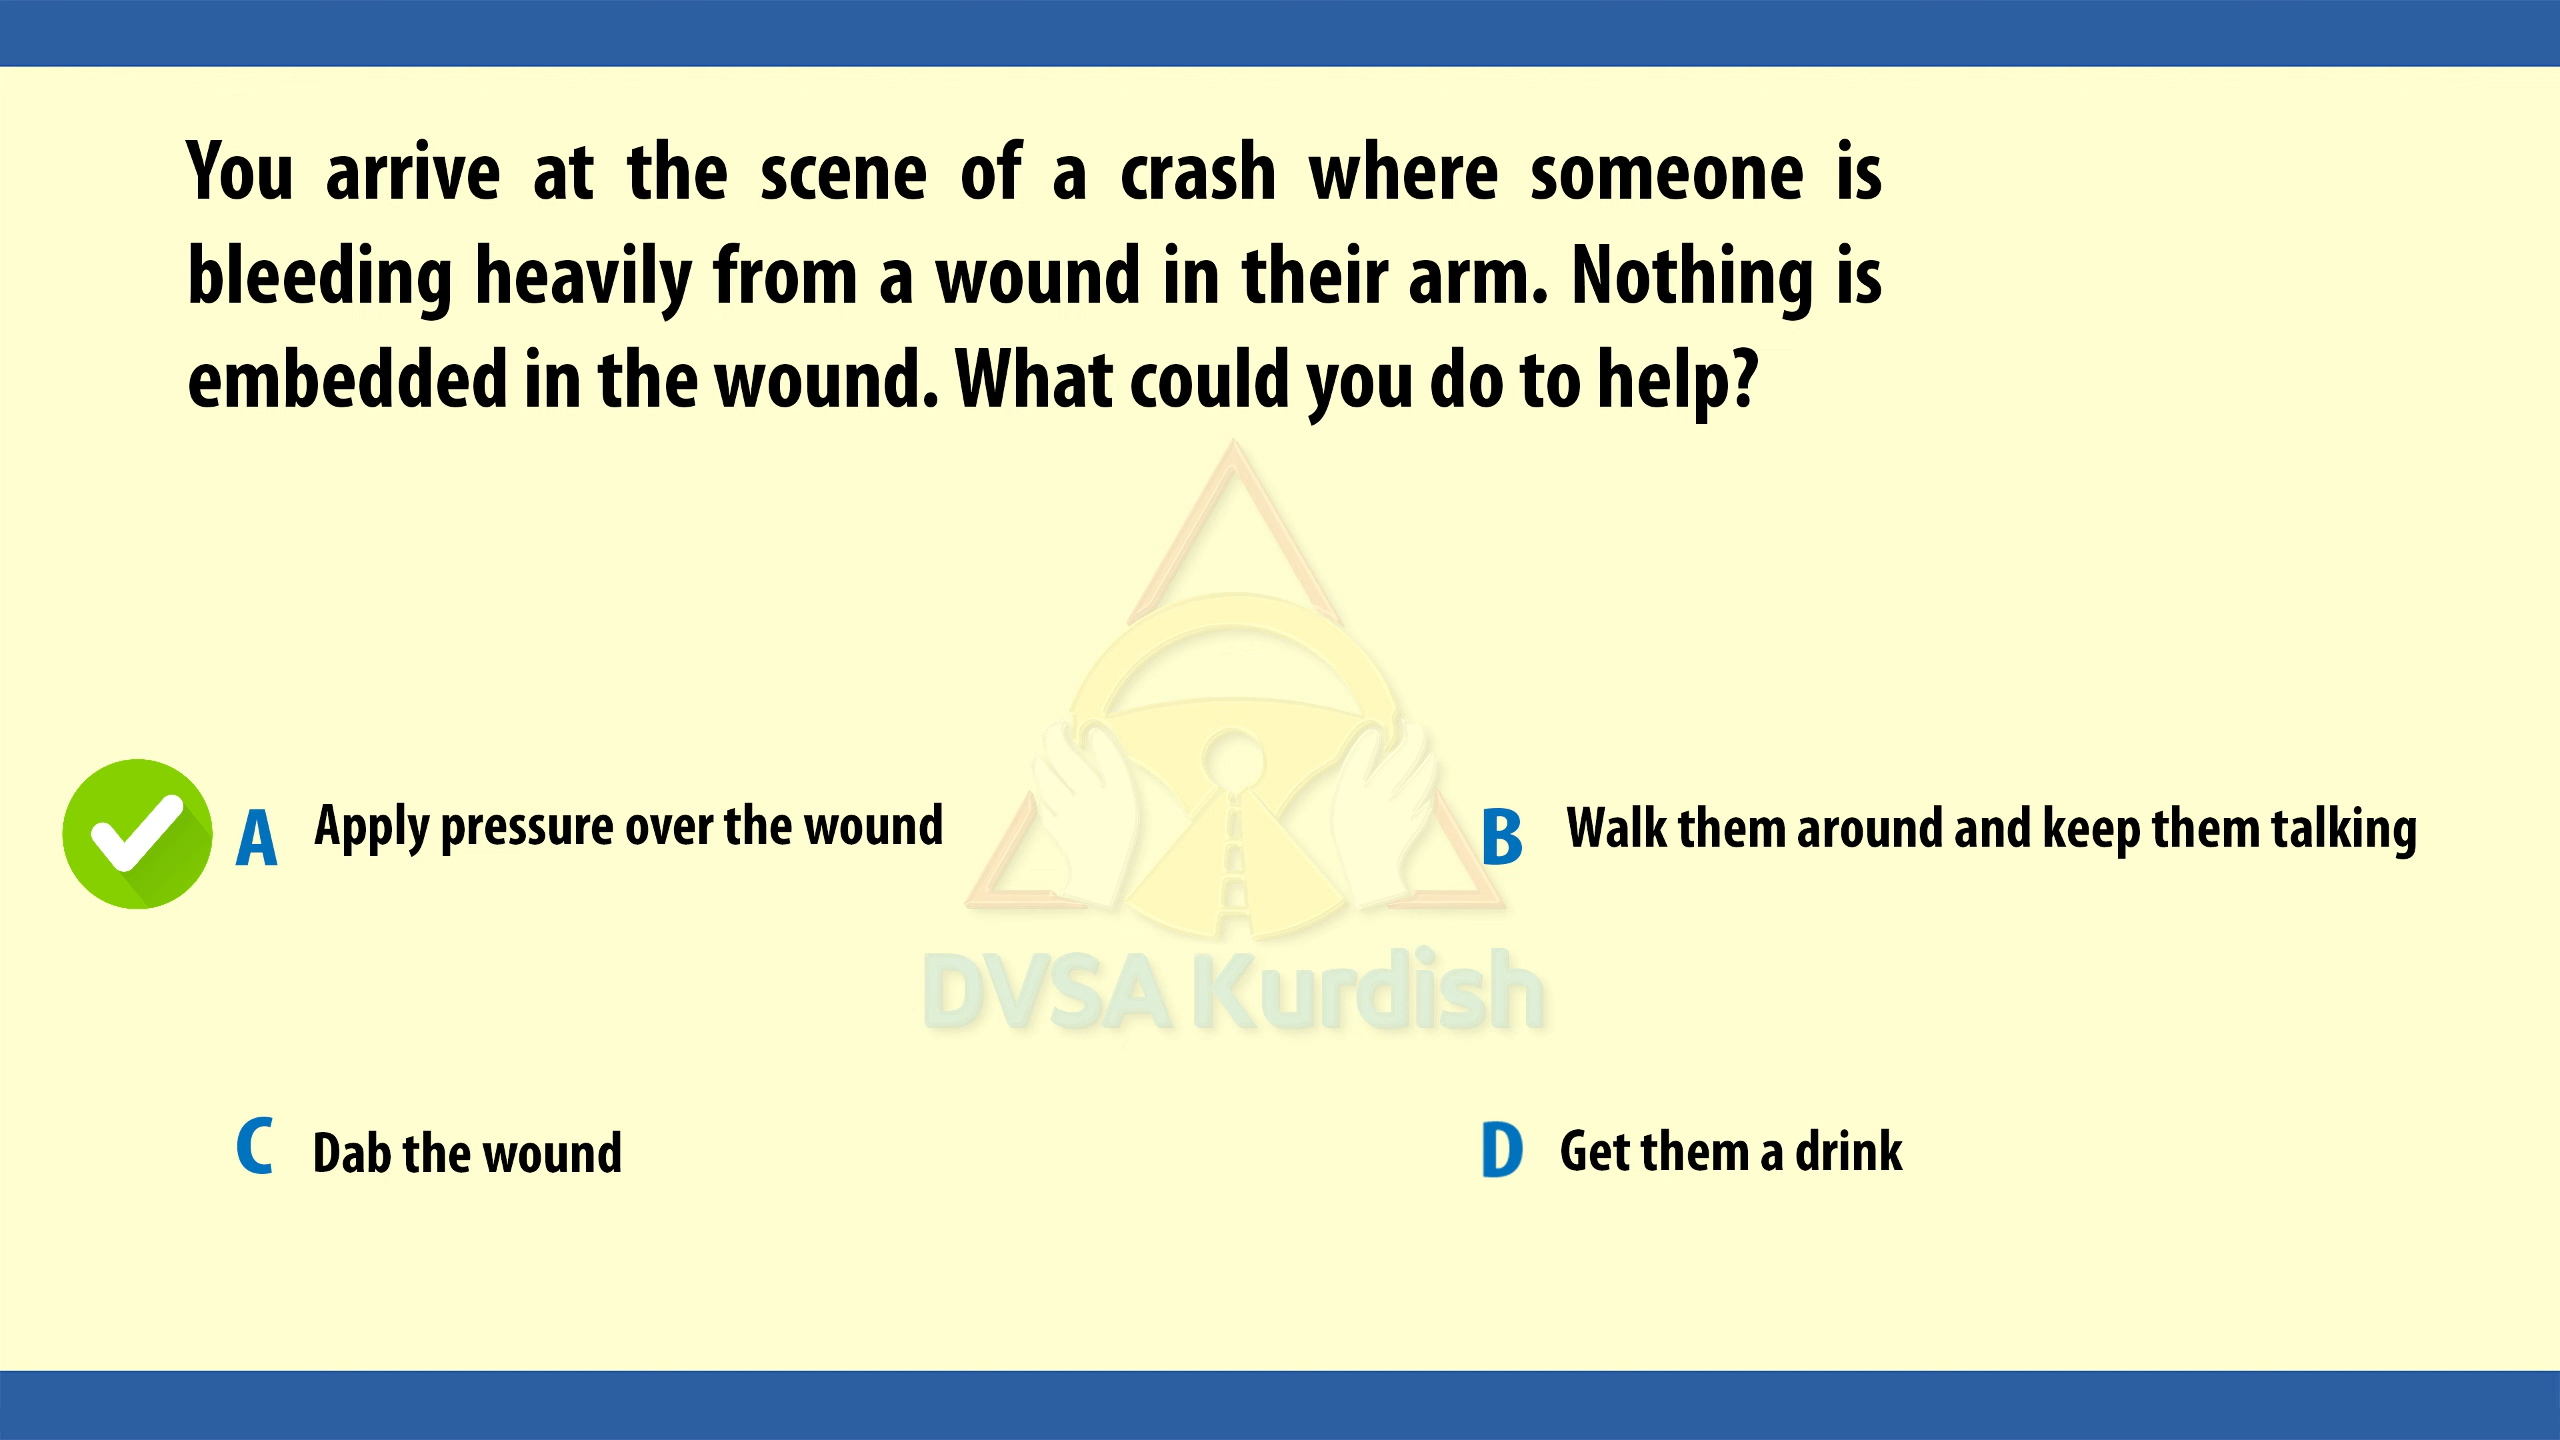 You arrive at the scene of a crash where someone is
bleeding heavily from a wound in their arm. Nothing is
embedded in the wound. What could you do to help?
A Apply pressure over the wound
B Walk them around and keep them talking
DVSA Kurdish
C Dab the wound
D Get them a drink